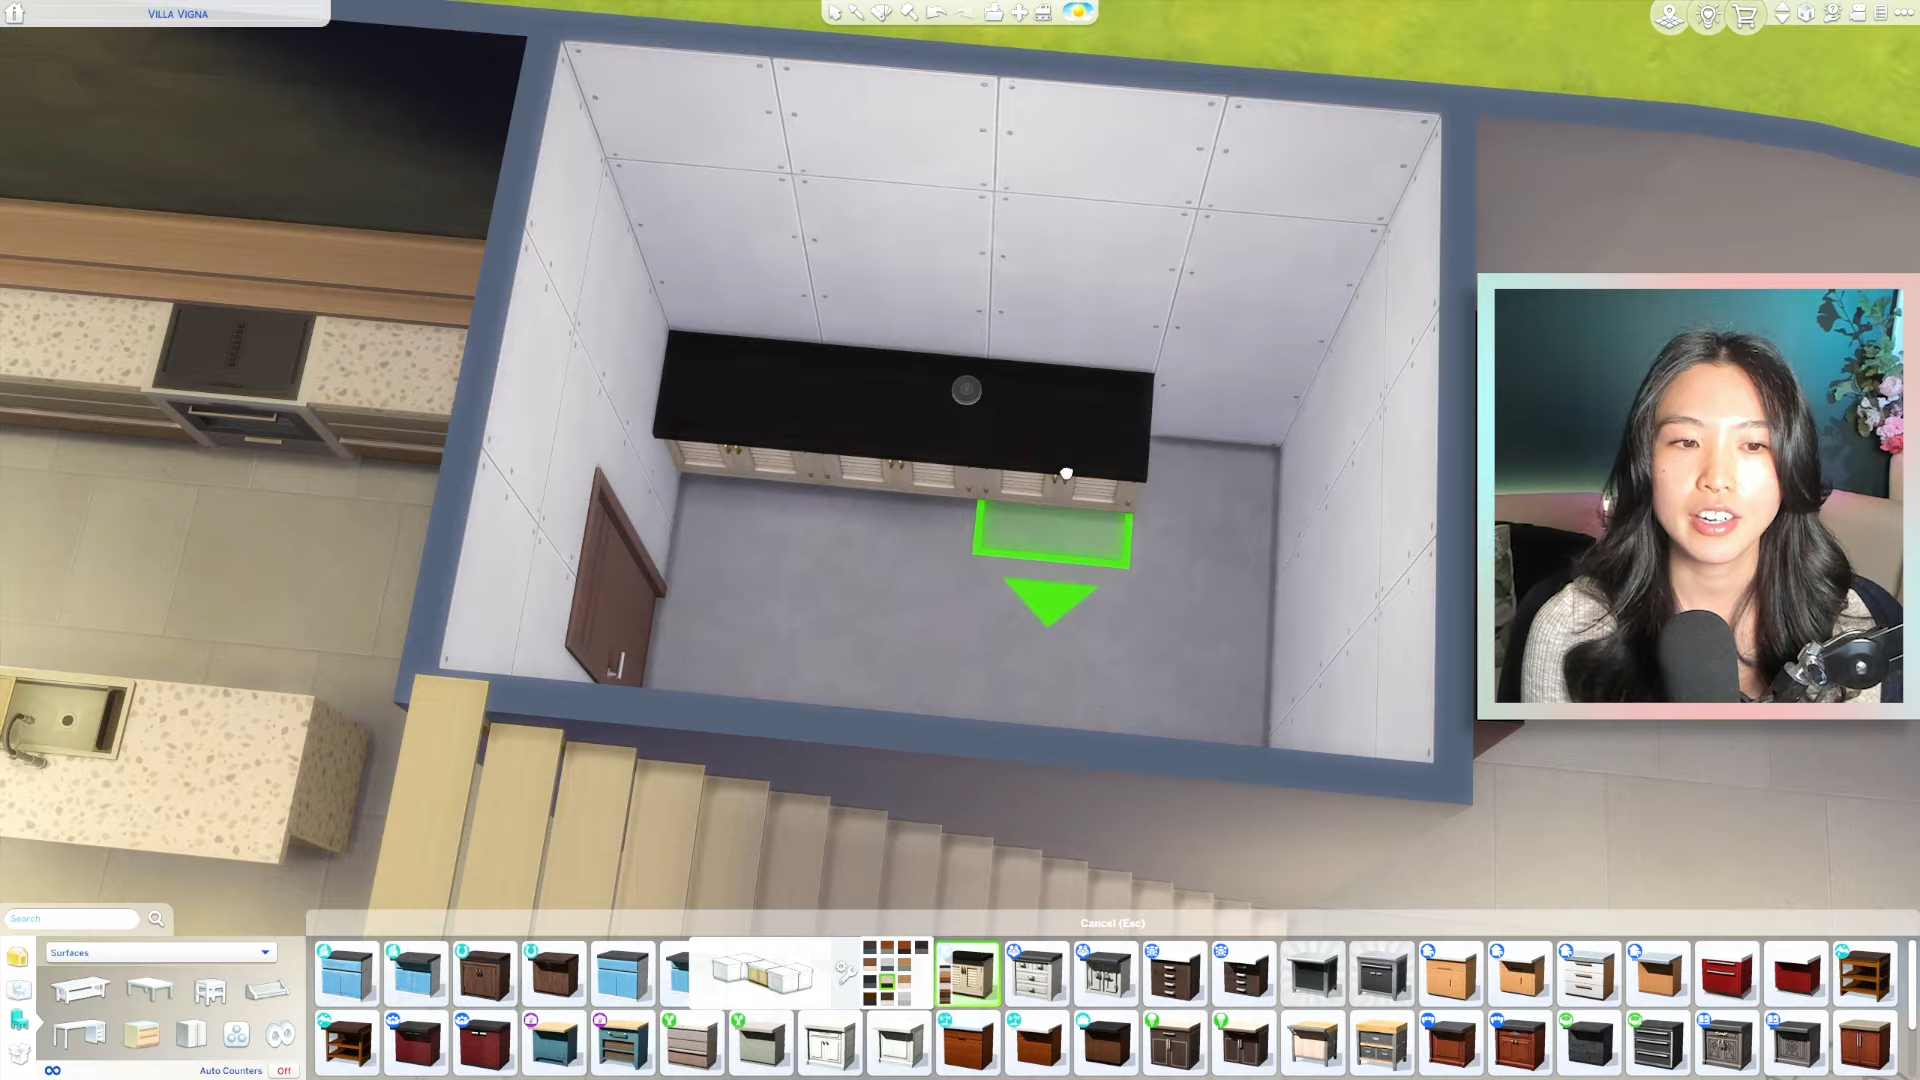 VILLA VIGNA
Cancel (Esc)
Search
Surfaces
Auto Counters
Off